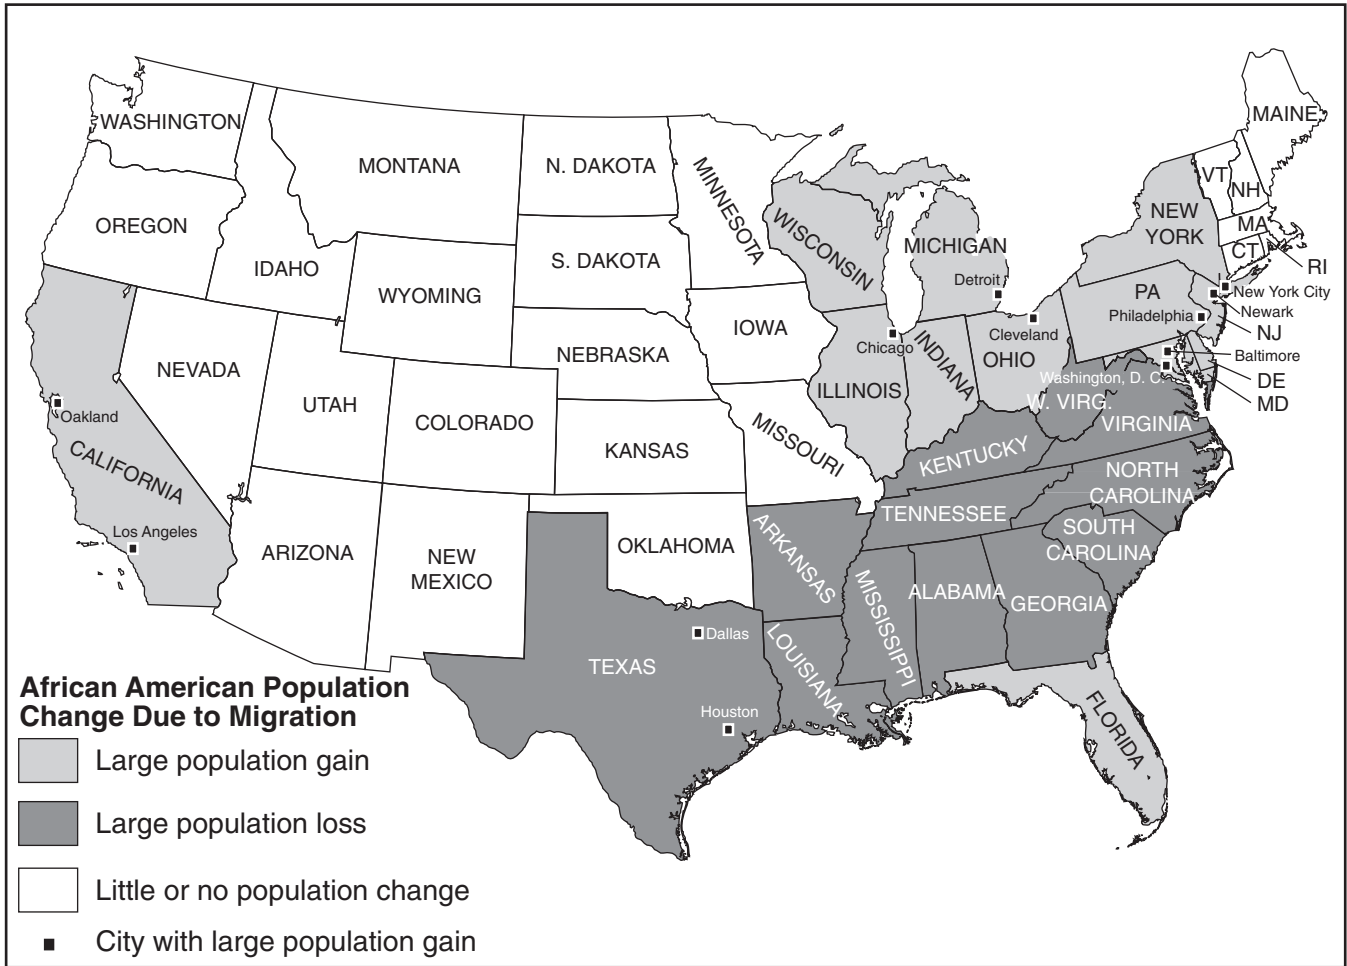 WASHINGTON
MONTANA
N. DAKOTA
MINNESOTA
MAINE
VT
NH
OREGON
IDAHO
S. DAKOTA
WISCONSIN
MICHIGAN
NEW
YORK
MA
CT
RI
WYOMING
Detroit
PA
New York City
Newark
NJ
Philadelphia
IOWA
Cleveland
Chicago
INDIANA
OHIO
Baltimore
DE
MD
NEVADA
NEBRASKA
ILLINOIS
Washington, D. C.
W. VIRG.
VIRGINIA
UTAH
COLORADO
Oakland
CALIFORNIA
KANSAS
MISSOURI
KENTUCKY
NORTH
CAROLINA
TENNESSEE
SOUTH
CAROLINA
Los Angeles
ARIZONA
NEW
MEXICO
OKLAHOMA
ARKANSAS
MISSISSIPPI
ALABAMA
GEORGIA
Dallas
TEXAS
LOUISIANA
Houston
FLORIDA
African American Population
Change Due to Migration
Large population gain
Large population loss
Little or no population change
City with large population gain